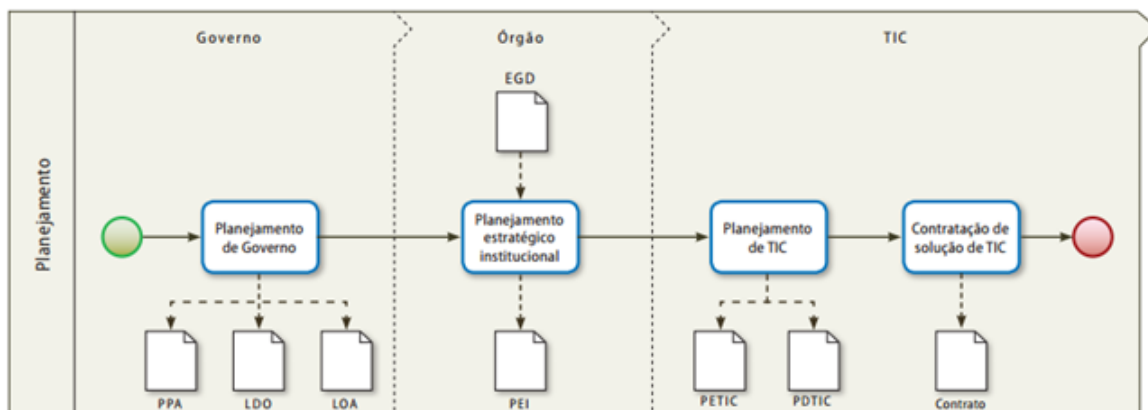 Planejamento
Governo
Órgão
TIC
EGD
Planejamento
de Governo
Planejamento
estratégico
institucional
Planejamento
de TIC
Contratação de
solução de TIC
PPA
LDO
LOA
PEI
PETIC
PDTIC
Contrato